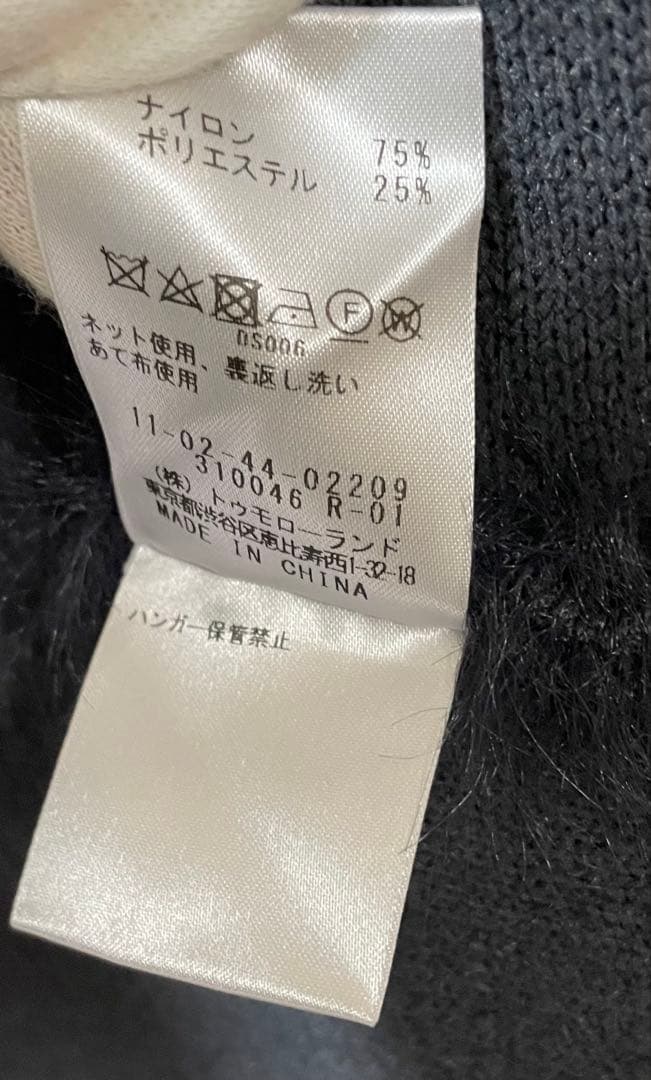 ナイロン 75%
ポリエステル 25%
F W
DS006
ネット使用、裏返し洗い
あて布使用
11-02-44-02209
310046 R-01
(株) トゥモローランド
東京都渋谷区恵比寿西1-32-18
MADE IN CHINA
ハンガー保管禁止